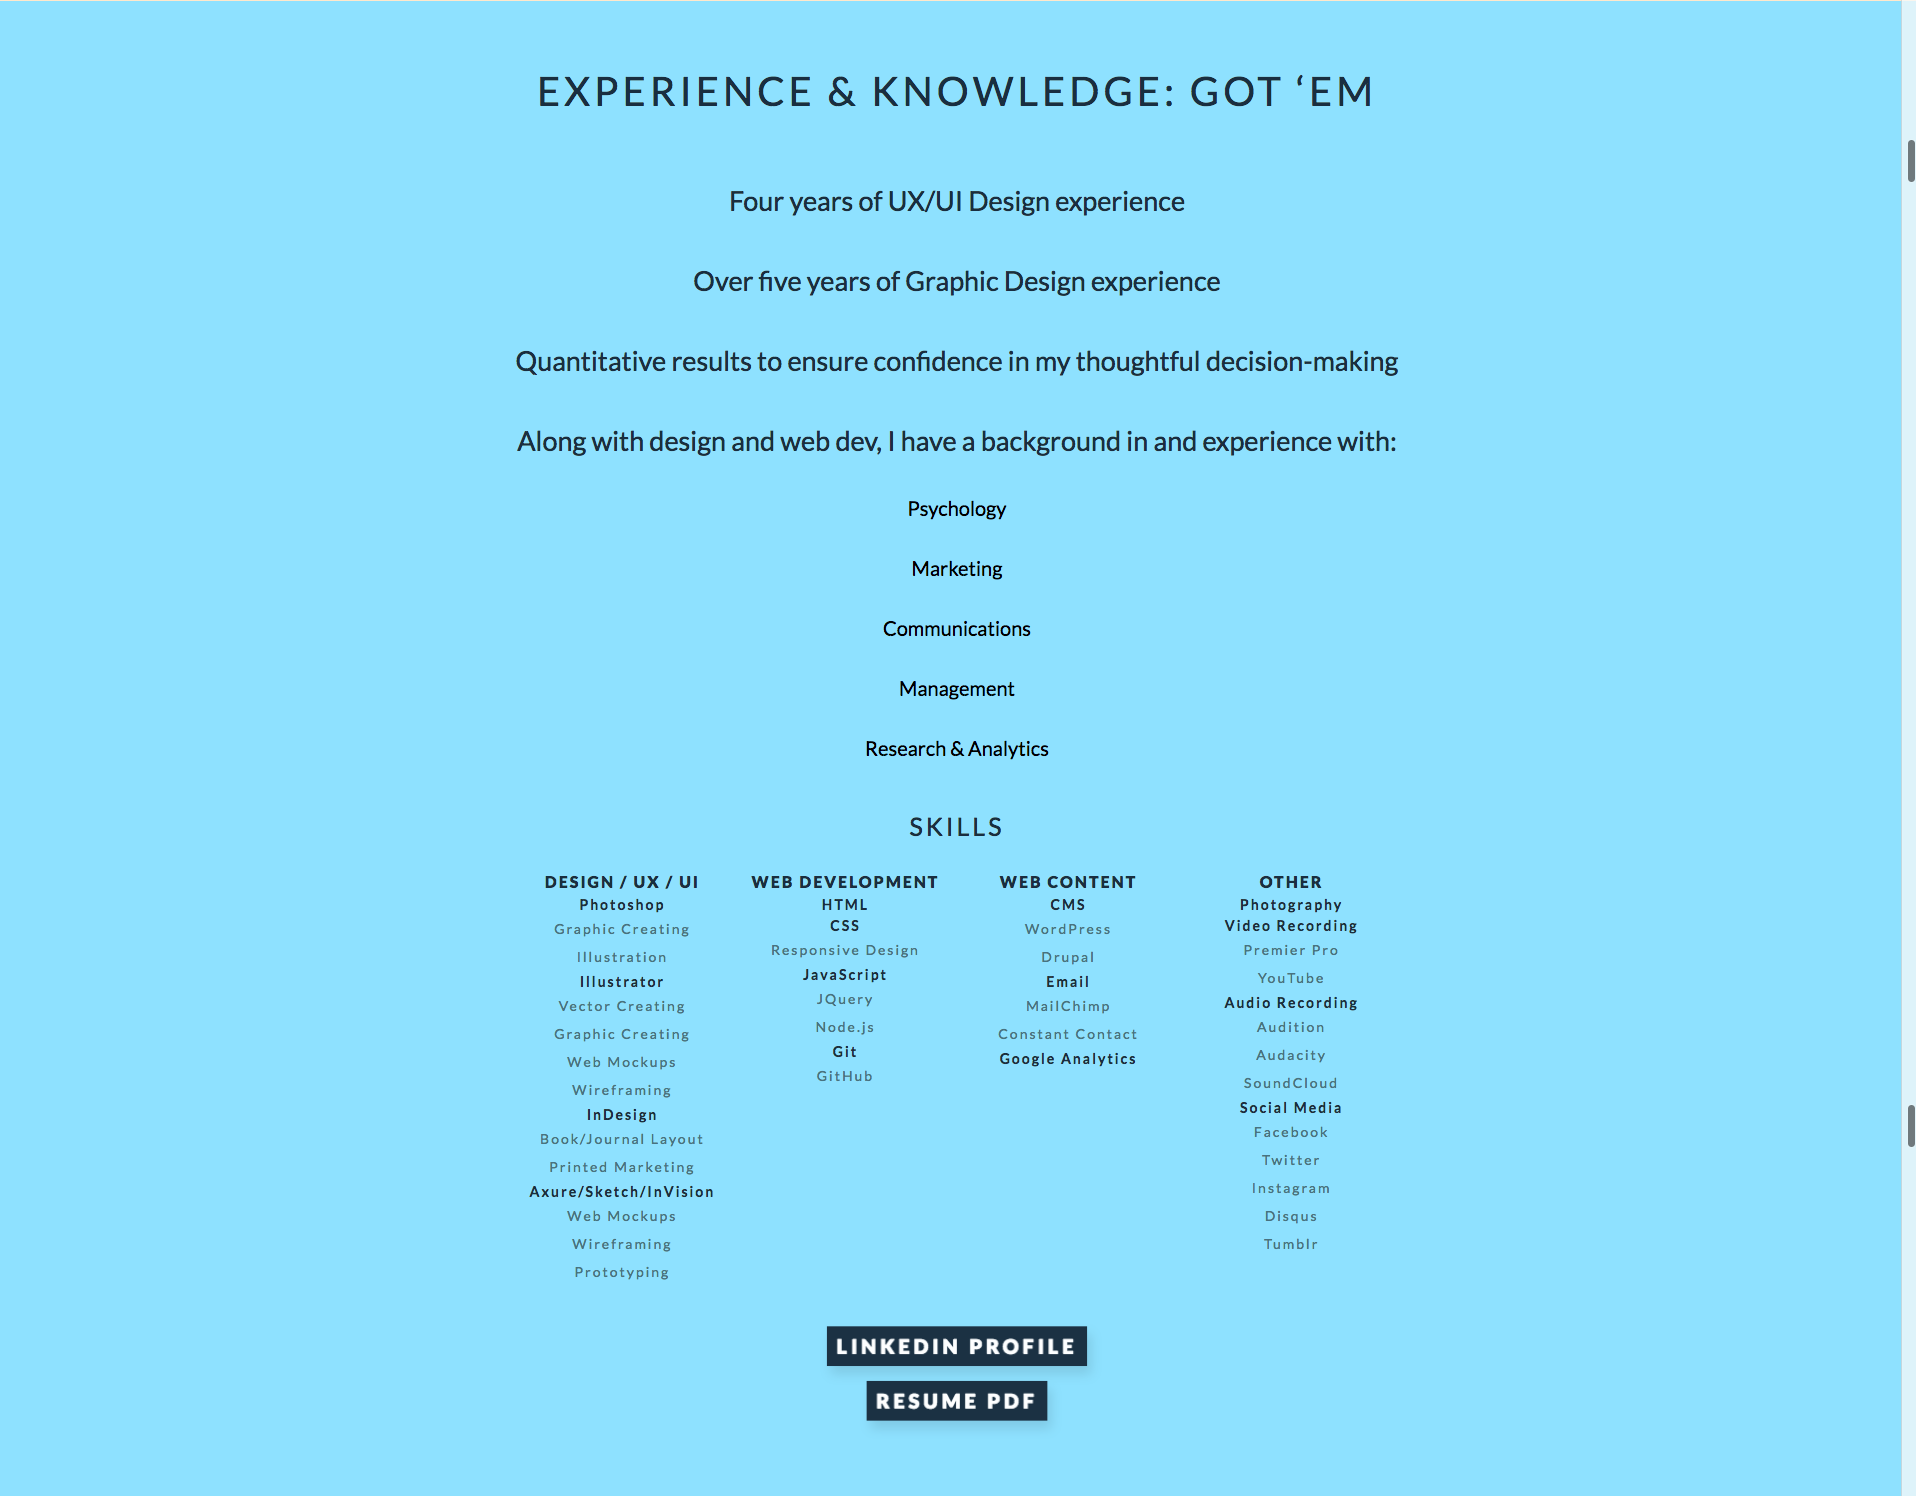 EXPERIENCE & KNOWLEDGE: GOT ‘EM
Four years of UX/UI Design experience
Over five years of Graphic Design experience
Quantitative results to ensure confidence in my thoughtful decision-making
Along with design and web dev, I have a background in and experience with:
Psychology
Marketing
Communications
Management
Research & Analytics
SKILLS
DESIGN / UX / UI
Photoshop
Graphic Creating
Illustration
Illustrator
Vector Creating
Graphic Creating
Web Mockups
Wireframing
InDesign
Book/Journal Layout
Printed Marketing
Axure/Sketch/InVision
Web Mockups
Wireframing
Prototyping
WEB DEVELOPMENT
HTML
CSS
Responsive Design
JavaScript
JQuery
Node.js
Git
GitHub
WEB CONTENT
CMS
WordPress
Drupal
Email
MailChimp
Constant Contact
Google Analytics
OTHER
Photography
Video Recording
Premier Pro
YouTube
Audio Recording
Audition
Audacity
SoundCloud
Social Media
Facebook
Twitter
Instagram
Disqus
Tumblr
LINKEDIN PROFILE
RESUME PDF